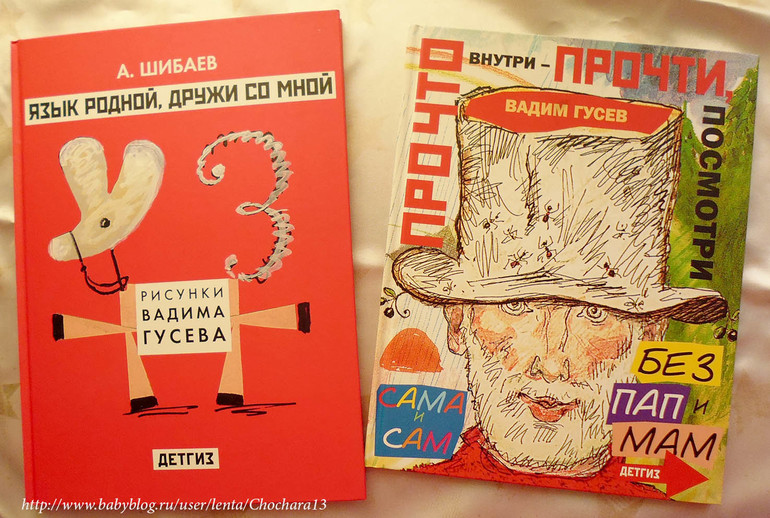 А. ШИБАЕВ
ЯЗЫК РОДНОЙ, ДРУЖИ СО МНОЙ
УЗ
РИСУНКИ
ВАДИМА
ГУСЕВА
ДЕТГИЗ
ПРО ЧТО
ВНУТРИ –
ПРОЧТИ,
ПОСМОТРИ
ВАДИМ ГУСЕВ
САМА
И
САМ
БЕЗ
ПАП И
МАМ
ДЕТГИЗ
http://www.babyblog.ru/user/lenta/Chochara13